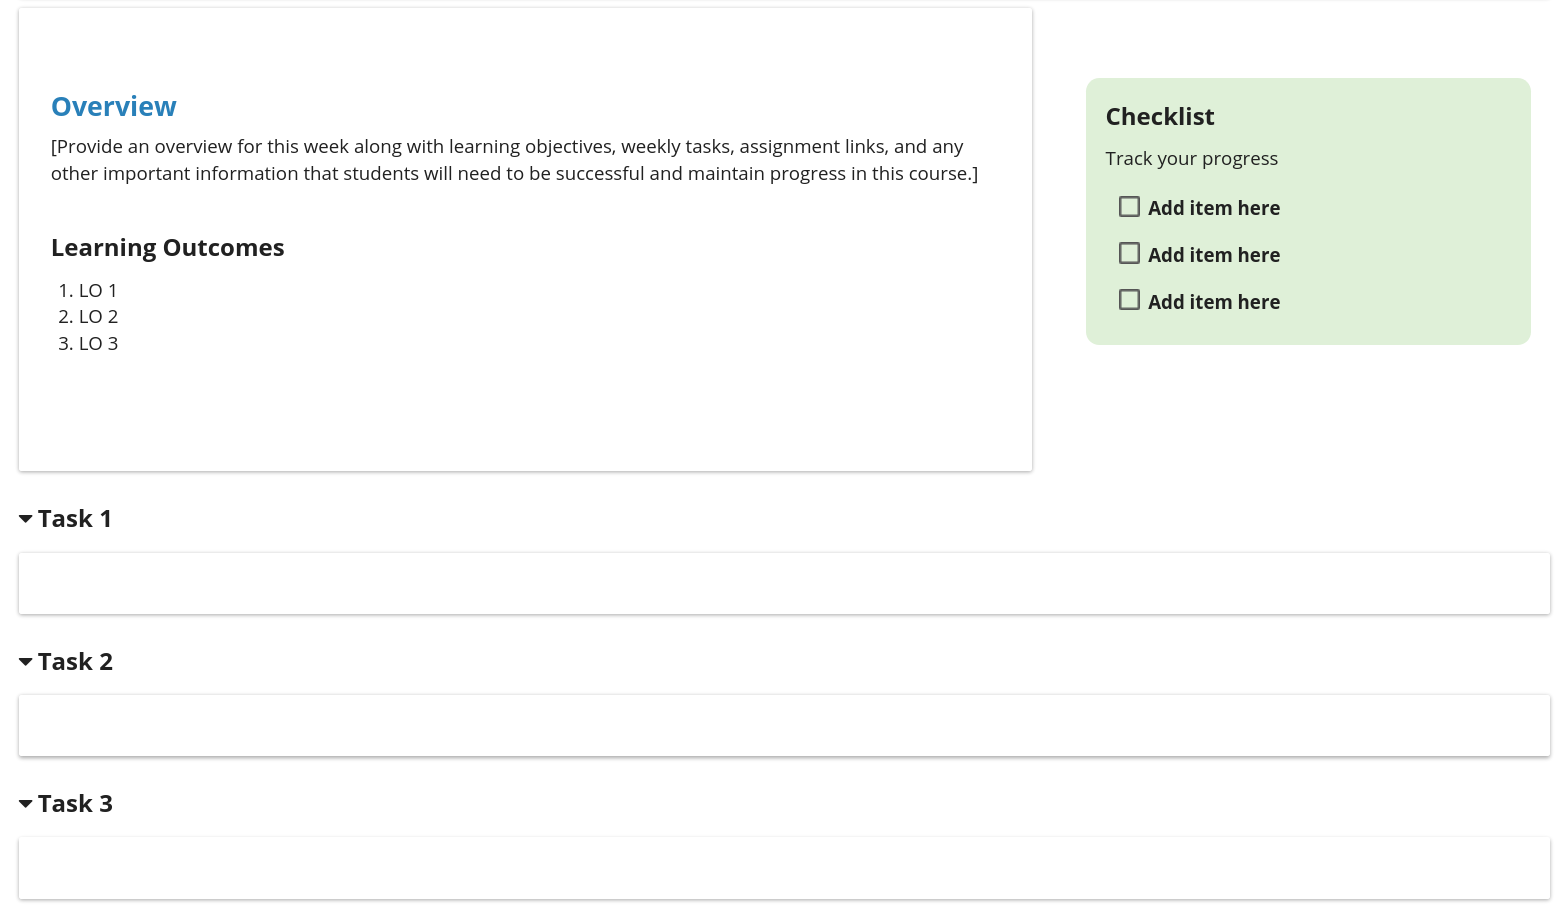 Overview
[Provide an overview for this week along with learning objectives, weekly tasks, assignment links, and any
other important information that students will need to be successful and maintain progress in this course.]
Learning Outcomes
1. LO 1
2. LO 2
3. LO 3
Checklist
Track your progress
Add item here
Add item here
Add item here
Task 1
Task 2
Task 3